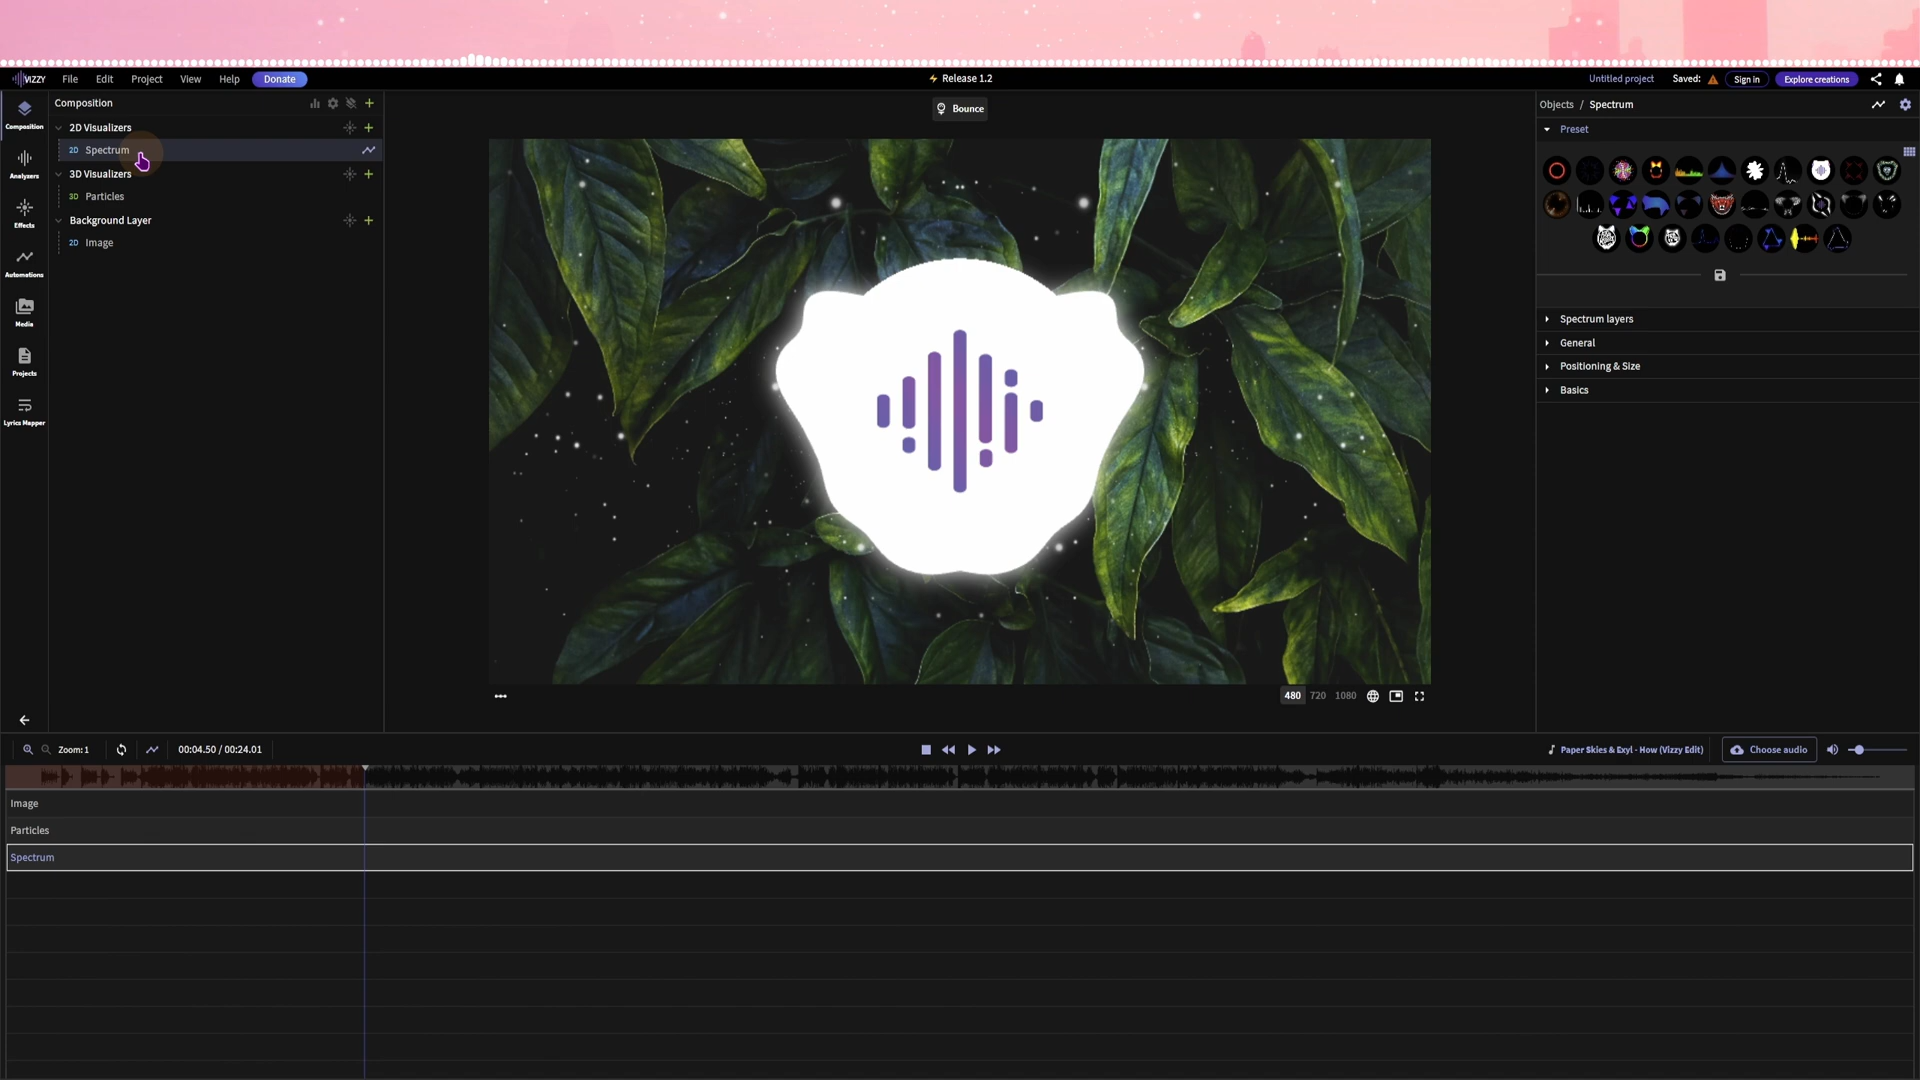 VIZZY File Edit Project View Help Donate Release 1.2 Untitled project Saved: Sign in Explore creations
Composition
Analyzers
Effects
Automations
Media
Projects
Lyrics Mapper
Composition
2D Visualizers
2D Spectrum
3D Visualizers
3D Particles
Background Layer
2D Image
Bounce
480 720 1080
Objects / Spectrum
Preset
Spectrum layers
General
Positioning & Size
Basics
Zoom: 1 00:04.50 / 00:24.01 Paper Skies & Exyl - How (Vizzy Edit) Choose audio
Image
Particles
Spectrum